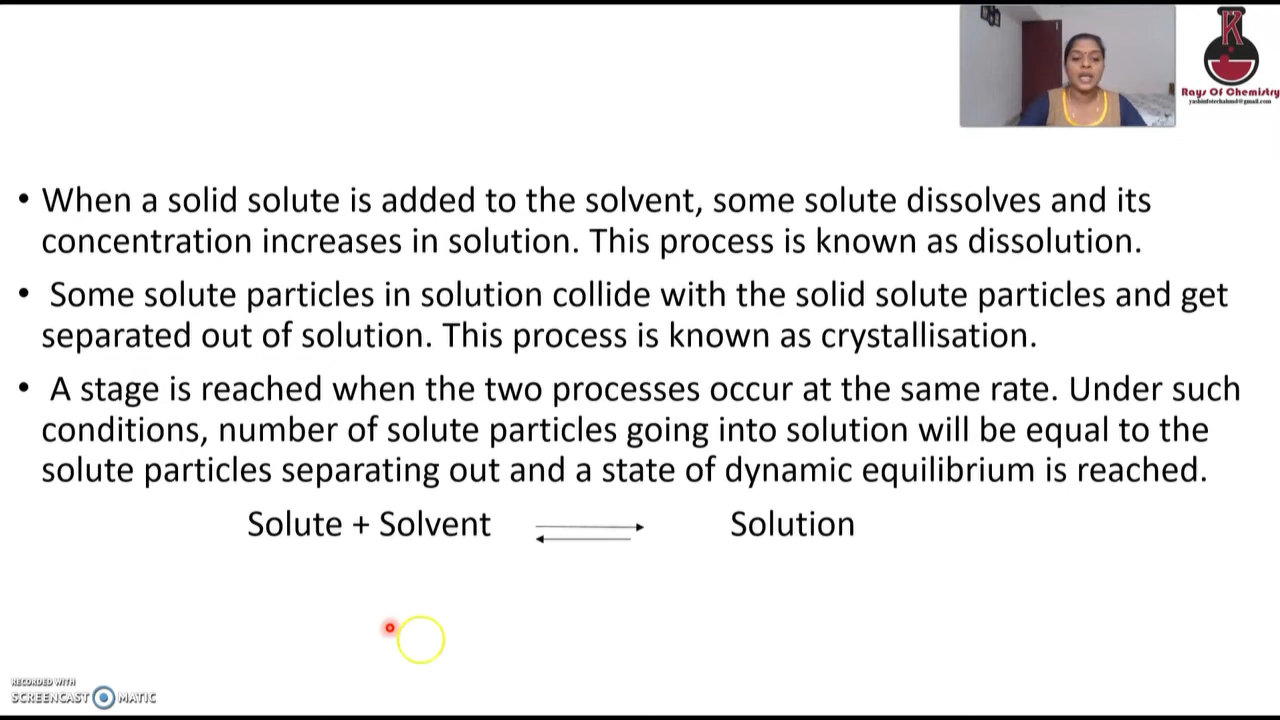 K
Rays Of Chemistry
yashinfotechahmd@gmail.com
• When a solid solute is added to the solvent, some solute dissolves and its
concentration increases in solution. This process is known as dissolution.
• Some solute particles in solution collide with the solid solute particles and get
separated out of solution. This process is known as crystallisation.
• A stage is reached when the two processes occur at the same rate. Under such
conditions, number of solute particles going into solution will be equal to the
solute particles separating out and a state of dynamic equilibrium is reached.
Solute + Solvent ⇌ Solution
RECORDED WITH
SCREENCAST MATIC